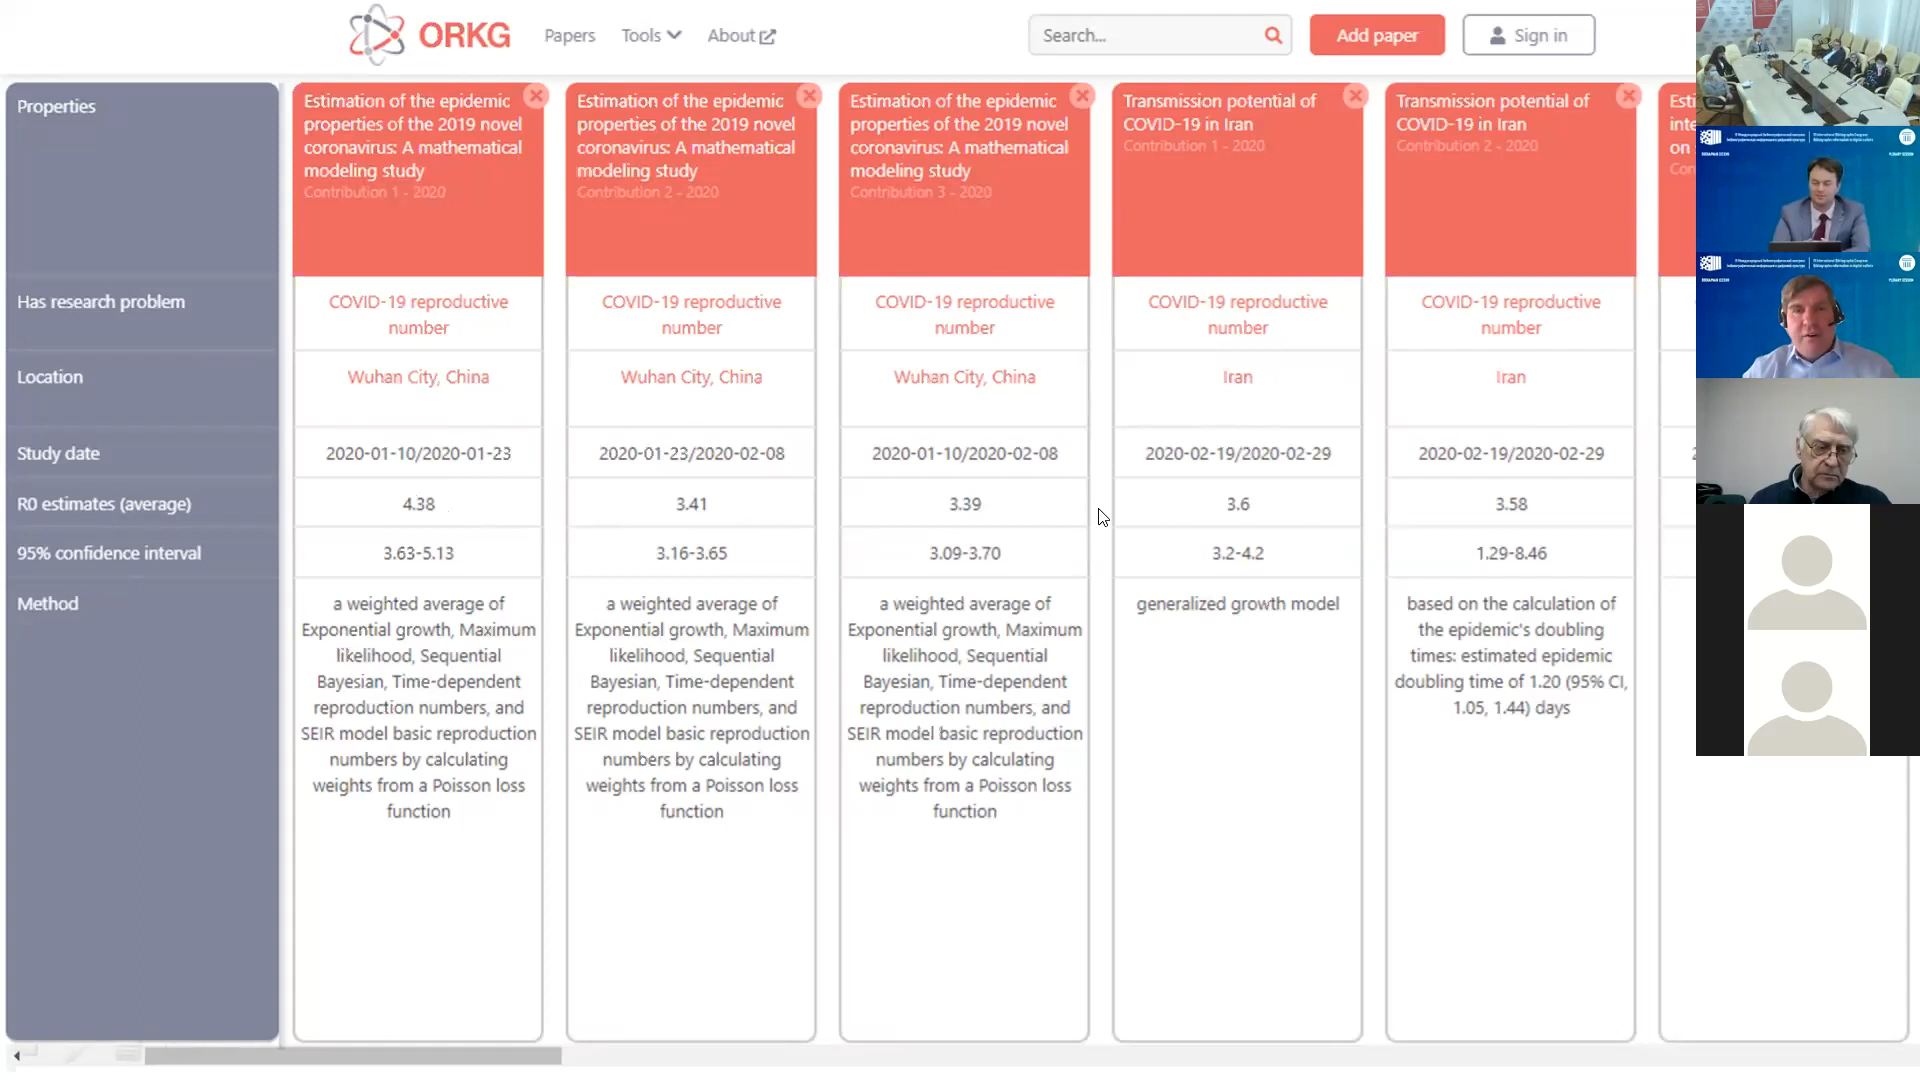 ORKG
Papers
Tools
About
Search...
Add paper
Sign in
Properties
Estimation of the epidemic
properties of the 2019 novel
coronavirus: A mathematical
modeling study
Contribution 1 - 2020
Estimation of the epidemic
properties of the 2019 novel
coronavirus: A mathematical
modeling study
Contribution 2 - 2020
Estimation of the epidemic
properties of the 2019 novel
coronavirus: A mathematical
modeling study
Contribution 3 - 2020
Transmission potential of
COVID-19 in Iran
Contribution 1 - 2020
Transmission potential of
COVID-19 in Iran
Contribution 2 - 2020
Has research problem
COVID-19 reproductive
number
COVID-19 reproductive
number
COVID-19 reproductive
number
COVID-19 reproductive
number
COVID-19 reproductive
number
Location
Wuhan City, China
Wuhan City, China
Wuhan City, China
Iran
Iran
Study date
2020-01-10/2020-01-23
2020-01-23/2020-02-08
2020-01-10/2020-02-08
2020-02-19/2020-02-29
2020-02-19/2020-02-29
R0 estimates (average)
4.38
3.41
3.39
3.6
3.58
95% confidence interval
3.63-5.13
3.16-3.65
3.09-3.70
3.2-4.2
1.29-8.46
Method
a weighted average of
Exponential growth, Maximum
likelihood, Sequential
Bayesian, Time-dependent
reproduction numbers, and
SEIR model basic reproduction
numbers by calculating
weights from a Poisson loss
function
a weighted average of
Exponential growth, Maximum
likelihood, Sequential
Bayesian, Time-dependent
reproduction numbers, and
SEIR model basic reproduction
numbers by calculating
weights from a Poisson loss
function
a weighted average of
Exponential growth, Maximum
likelihood, Sequential
Bayesian, Time-dependent
reproduction numbers, and
SEIR model basic reproduction
numbers by calculating
weights from a Poisson loss
function
generalized growth model
based on the calculation of
the epidemic's doubling
times: estimated epidemic
doubling time of 1.20 (95% CI,
1.05, 1.44) days